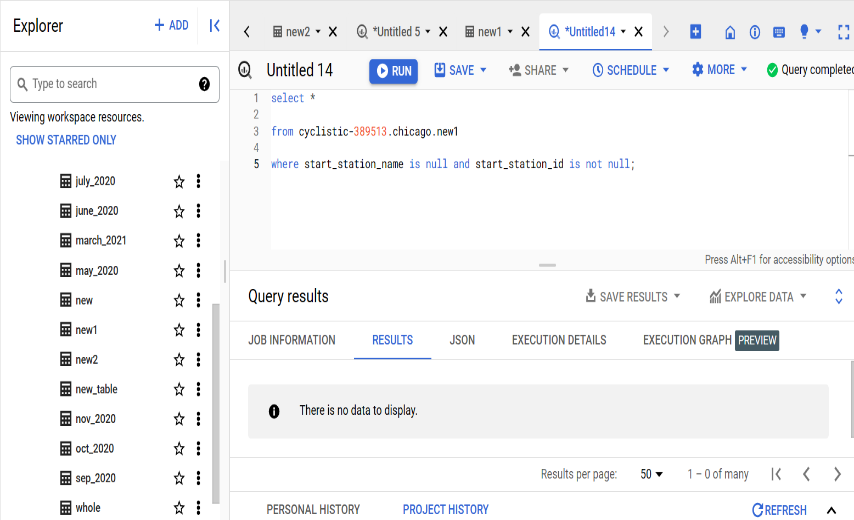 Explorer
+ ADD
Type to search
Viewing workspace resources.
SHOW STARRED ONLY
july_2020
june_2020
march_2021
may_2020
new
new1
new2
new_table
nov_2020
oct_2020
sep_2020
whole
new2
*Untitled 5
new1
*Untitled14
Untitled 14
RUN
SAVE
SHARE
SCHEDULE
MORE
Query completed
1 select *
2
3 from cyclistic-389513.chicago.new1
4
5 where start_station_name is null and start_station_id is not null;
Press Alt+F1 for accessibility options
Query results
SAVE RESULTS
EXPLORE DATA
JOB INFORMATION
RESULTS
JSON
EXECUTION DETAILS
EXECUTION GRAPH PREVIEW
There is no data to display.
Results per page: 50 1 – 0 of many
PERSONAL HISTORY
PROJECT HISTORY
REFRESH